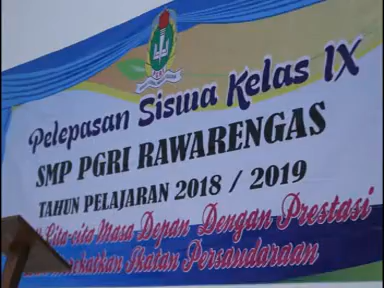 Pelepasan Siswa Kelas IX
SMP PGRI RAWARENGAS
TAHUN PELAJARAN 2018 / 2019
Cita-cita Masa Depan Dengan Prestasi
Ikatan Persaudaraan